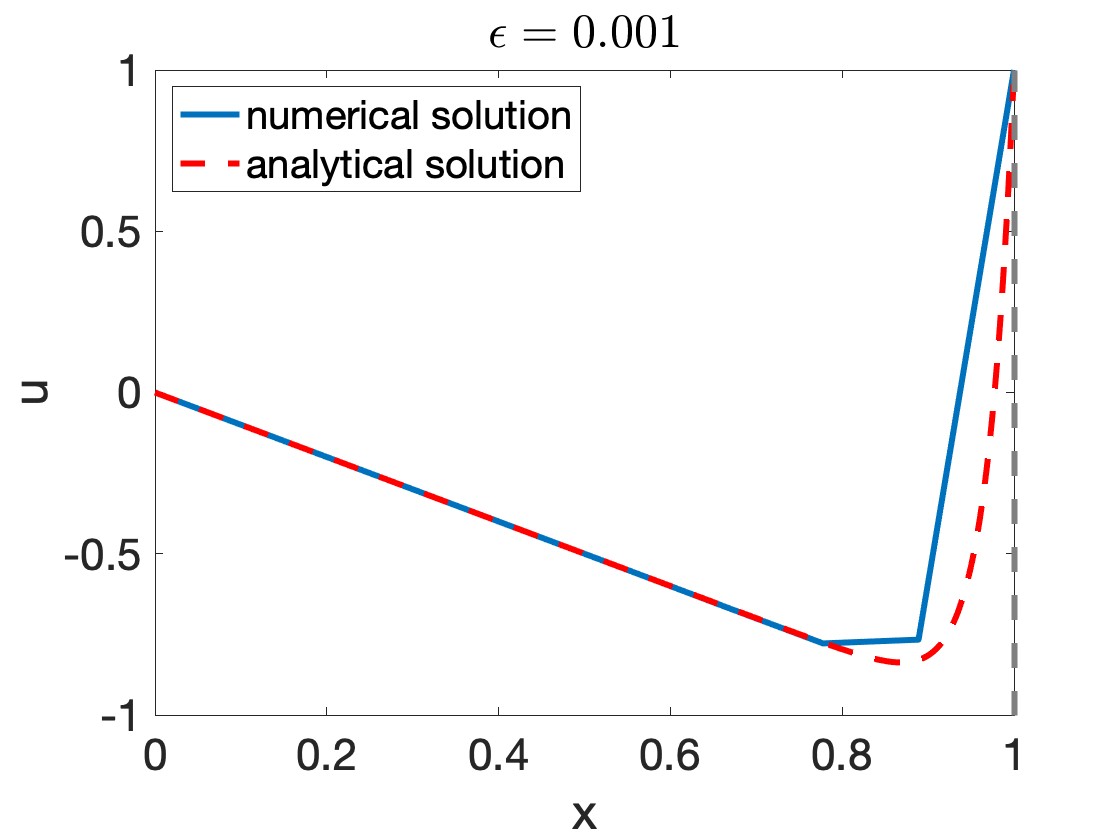 ϵ = 0.001
1
numerical solution
analytical solution
0.5
u
0
-0.5
-1
0 0.2 0.4 0.6 0.8 1
x